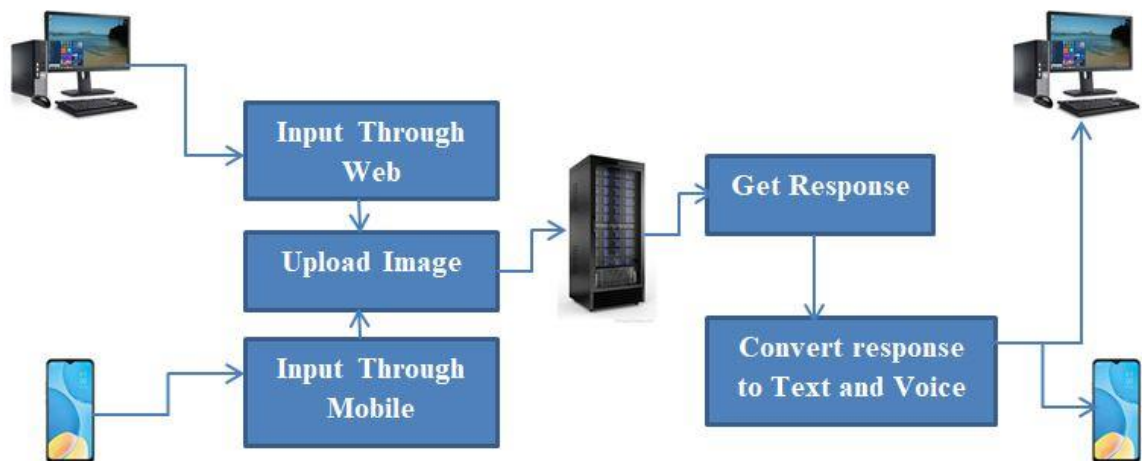 Input Through
Web
Upload Image
Input Through
Mobile
Get Response
Convert response
to Text and Voice